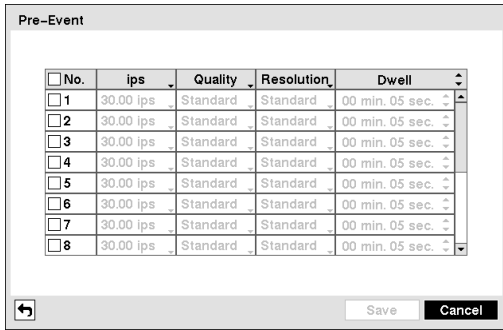 Pre-Event
No. ips Quality Resolution Dwell
1 30.00 ips Standard Standard 00 min. 05 sec.
2 30.00 ips Standard Standard 00 min. 05 sec.
3 30.00 ips Standard Standard 00 min. 05 sec.
4 30.00 ips Standard Standard 00 min. 05 sec.
5 30.00 ips Standard Standard 00 min. 05 sec.
6 30.00 ips Standard Standard 00 min. 05 sec.
7 30.00 ips Standard Standard 00 min. 05 sec.
8 30.00 ips Standard Standard 00 min. 05 sec.
Save Cancel